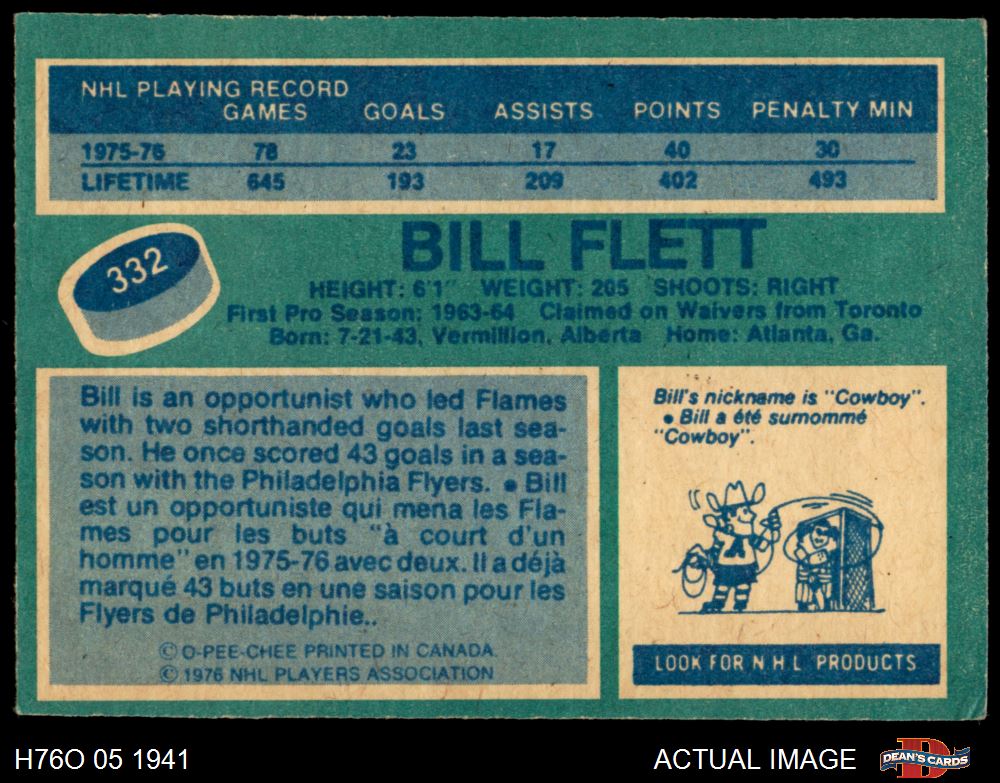 NHL PLAYING RECORD
GAMES GOALS ASSISTS POINTS PENALTY MIN
1975-76 78 23 17 40 30
LIFETIME 645 193 209 402 493
332
BILL FLETT
HEIGHT: 6'1" WEIGHT: 205 SHOOTS: RIGHT
First Pro Season: 1963-64 Claimed on Waivers from Toronto
Born: 7-21-43, Vermillion, Alberta Home: Atlanta, Ga.
Bill is an opportunist who led Flames
with two shorthanded goals last sea-
son. He once scored 43 goals in a sea-
son with the Philadelphia Flyers. • Bill
est un opportuniste qui mena les Fla-
mes pour les buts "à court d'un
homme" en 1975-76 avec deux. Il a déjà
marqué 43 buts en une saison pour les
Flyers de Philadelphie..
© O-PEE-CHEE PRINTED IN CANADA.
© 1976 NHL PLAYERS ASSOCIATION
Bill's nickname is "Cowboy".
• Bill a été surnommé
"Cowboy".
LOOK FOR N H L PRODUCTS
H76O 05 1941
ACTUAL IMAGE
DEAN'S CARDS